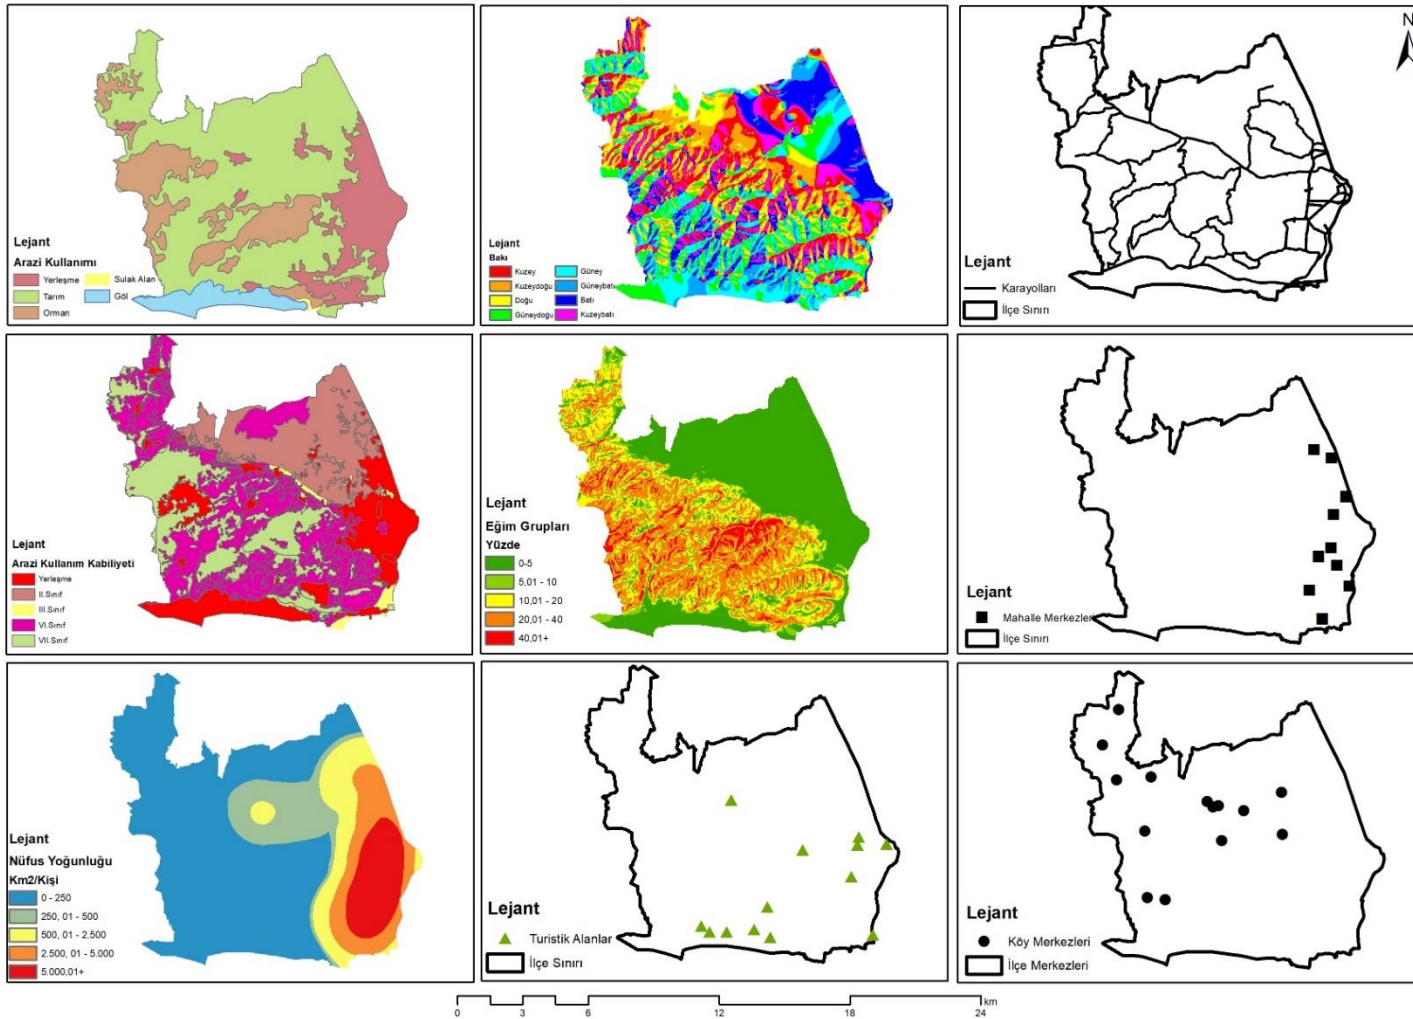 Lejant
Arazi Kullanımı
Yerleşme
Sulak Alan
Tarım
Göl
Orman
Lejant
Bakı
Kuzey
Güney
Kuzeydoğu
Güneybatı
Doğu
Batı
Güneydoğu
Kuzeybatı
N
Lejant
Karayolları
İlçe Sınırı
Lejant
Arazi Kullanım Kabiliyeti
Yerleşme
II.Sınıf
III.Sınıf
VI.Sınıf
VII.Sınıf
Lejant
Eğim Grupları
Yüzde
0-5
5,01 - 10
10,01 - 20
20,01 - 40
40,01+
Lejant
Mahalle Merkezleri
İlçe Sınırı
Lejant
Nüfus Yoğunluğu
Km2/Kişi
0 - 250
250, 01 - 500
500, 01 - 2.500
2.500, 01 - 5.000
5.000,01+
Lejant
Turistik Alanlar
İlçe Sınırı
Lejant
Köy Merkezleri
İlçe Merkezleri
km
0 3 6 12 18 24